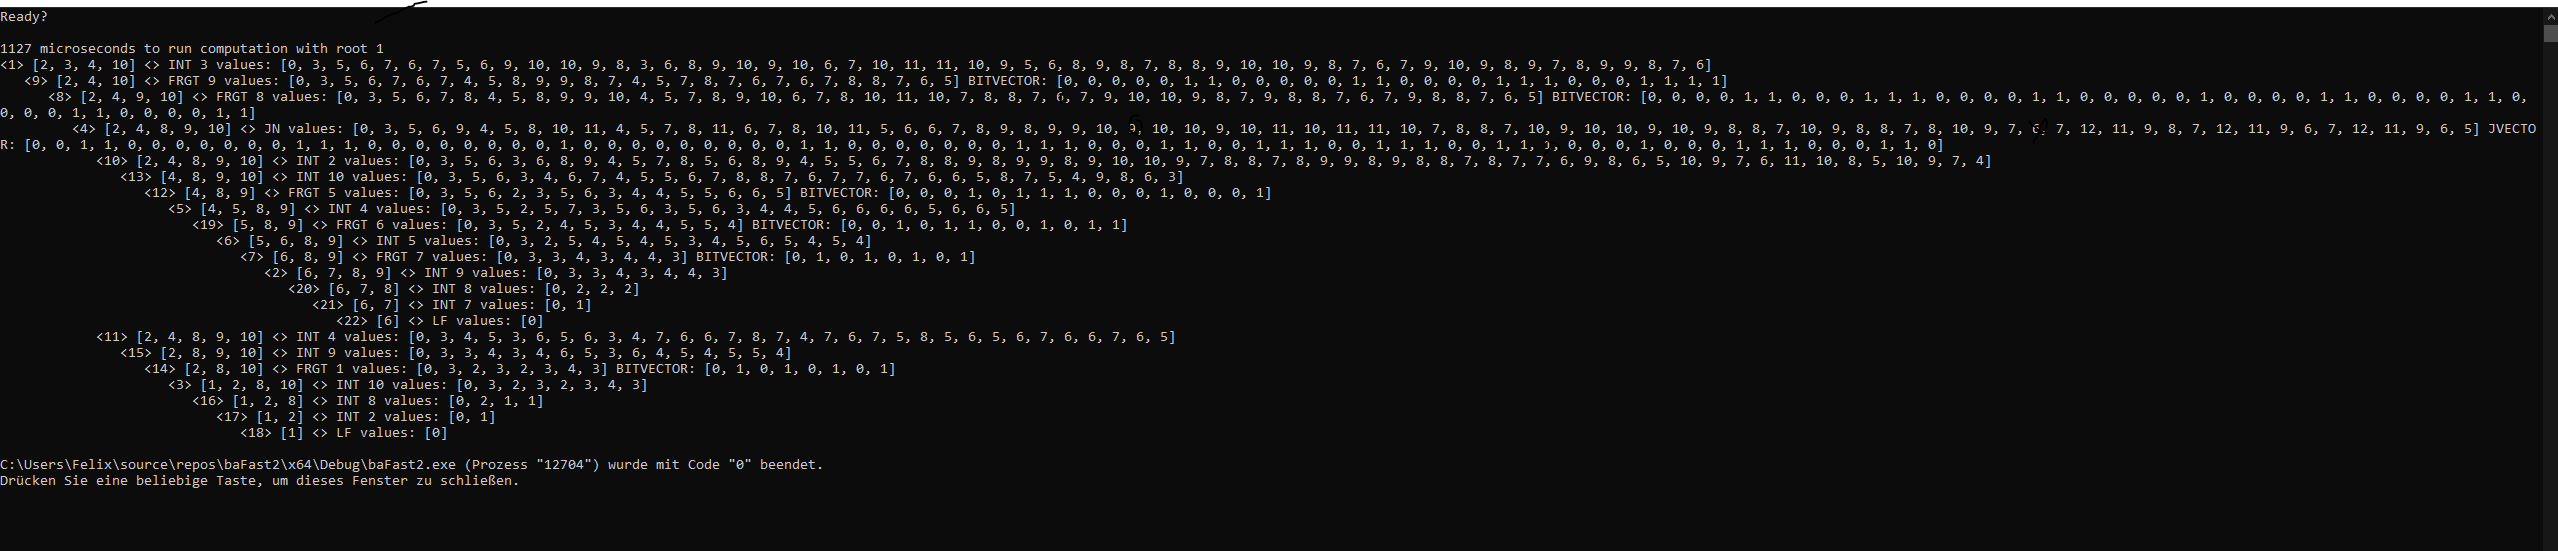 Ready?
1127 microseconds to run computation with root 1
<1> [2, 3, 4, 10] <> INT 3 values: [0, 3, 5, 6, 7, 6, 7, 5, 6, 9, 10, 10, 9, 8, 3, 6, 8, 9, 10, 9, 10, 6, 7, 10, 11, 11, 10, 9, 5, 6, 8, 9, 8, 7, 8, 8, 9, 10, 10, 9, 8, 7, 6, 7, 9, 10, 9, 8, 9, 7, 8, 9, 9, 8, 7, 6]
<9> [2, 4, 10] <> FRGT 9 values: [0, 3, 5, 6, 7, 6, 7, 4, 5, 8, 9, 9, 8, 7, 4, 5, 7, 8, 7, 6, 7, 6, 7, 8, 8, 7, 6, 5] BITVECTOR: [0, 0, 0, 0, 0, 1, 1, 0, 0, 0, 0, 0, 1, 1, 0, 0, 0, 0, 1, 1, 1, 0, 0, 0, 1, 1, 1, 1]
<8> [2, 4, 9, 10] <> FRGT 8 values: [0, 3, 5, 6, 7, 8, 4, 5, 8, 9, 9, 10, 4, 5, 7, 8, 9, 10, 6, 7, 8, 10, 11, 10, 7, 8, 8, 7, 6, 7, 9, 10, 10, 9, 8, 7, 9, 8, 8, 7, 6, 7, 9, 8, 8, 7, 6, 5] BITVECTOR: [0, 0, 0, 0, 1, 1, 0, 0, 0, 1, 1, 1, 0, 0, 0, 0, 1, 1, 0, 0, 0, 0, 0, 1, 0, 0, 0, 0, 1, 1, 0, 0, 0, 0, 1, 1, 0,
0, 0, 0, 1, 1, 0, 0, 0, 0, 1, 1]
<4> [2, 4, 8, 9, 10] <> JN values: [0, 3, 5, 6, 9, 4, 5, 8, 10, 11, 4, 5, 7, 8, 11, 6, 7, 8, 10, 11, 5, 6, 6, 7, 8, 9, 8, 9, 9, 10, 10, 10, 9, 10, 11, 10, 11, 11, 10, 7, 8, 8, 7, 10, 9, 10, 10, 9, 10, 9, 8, 8, 7, 10, 9, 8, 8, 7, 8, 10, 9, 7, 7, 12, 11, 9, 8, 7, 12, 11, 9, 6, 7, 12, 11, 9, 6, 5] JVECTO
R: [0, 0, 1, 1, 0, 0, 0, 0, 0, 0, 0, 1, 1, 1, 0, 0, 0, 0, 0, 0, 0, 0, 0, 0, 0, 0, 0, 0, 0, 0, 0, 0, 1, 1, 0, 0, 0, 0, 0, 0, 0, 1, 1, 1, 0, 0, 0, 1, 1, 0, 0, 1, 1, 1, 0, 0, 1, 1, 1, 0, 0, 1, 1, 0, 0, 0, 1, 0, 0, 0, 1, 1, 1, 0, 0, 0, 1, 1, 0]
<10> [2, 4, 8, 9, 10] <> INT 2 values: [0, 3, 5, 6, 3, 6, 8, 9, 4, 5, 7, 8, 5, 6, 8, 9, 4, 5, 5, 6, 7, 8, 8, 9, 8, 9, 9, 8, 9, 10, 10, 9, 7, 8, 8, 7, 8, 9, 9, 8, 9, 8, 8, 7, 8, 7, 7, 6, 9, 8, 6, 5, 10, 9, 7, 6, 11, 10, 8, 5, 10, 9, 7, 4]
<13> [4, 8, 9, 10] <> INT 10 values: [0, 3, 5, 6, 3, 4, 6, 7, 4, 5, 5, 6, 7, 8, 8, 7, 6, 7, 7, 6, 7, 6, 6, 5, 8, 7, 5, 4, 9, 8, 6, 3]
<12> [4, 8, 9] <> FRGT 5 values: [0, 3, 5, 6, 2, 3, 5, 6, 3, 4, 4, 5, 5, 6, 6, 5] BITVECTOR: [0, 0, 0, 1, 0, 1, 1, 1, 0, 0, 0, 1, 0, 0, 0, 1]
<5> [4, 5, 8, 9] <> INT 4 values: [0, 3, 5, 2, 5, 7, 3, 5, 6, 3, 5, 6, 3, 4, 4, 5, 6, 6, 6, 6, 5, 6, 6, 5]
<19> [5, 8, 9] <> FRGT 6 values: [0, 3, 5, 2, 4, 5, 3, 4, 4, 5, 5, 4] BITVECTOR: [0, 0, 1, 0, 1, 1, 0, 0, 1, 0, 1, 1]
<6> [5, 6, 8, 9] <> INT 5 values: [0, 3, 2, 5, 4, 5, 4, 5, 3, 4, 5, 6, 5, 4, 5, 4]
<7> [6, 8, 9] <> FRGT 7 values: [0, 3, 3, 4, 3, 4, 4, 3] BITVECTOR: [0, 1, 0, 1, 0, 1, 0, 1]
<2> [6, 7, 8, 9] <> INT 9 values: [0, 3, 3, 4, 3, 4, 4, 3]
<20> [6, 7, 8] <> INT 8 values: [0, 2, 2, 2]
<21> [6, 7] <> INT 7 values: [0, 1]
<22> [6] <> LF values: [0]
<11> [2, 4, 8, 9, 10] <> INT 4 values: [0, 3, 4, 5, 3, 6, 5, 6, 3, 4, 7, 6, 6, 7, 8, 7, 4, 7, 6, 7, 5, 8, 5, 6, 5, 6, 7, 6, 6, 7, 6, 5]
<15> [2, 8, 9, 10] <> INT 9 values: [0, 3, 3, 4, 3, 4, 6, 5, 3, 6, 4, 5, 4, 5, 5, 4]
<14> [2, 8, 10] <> FRGT 1 values: [0, 3, 2, 3, 2, 3, 4, 3] BITVECTOR: [0, 1, 0, 1, 0, 1, 0, 1]
<3> [1, 2, 8, 10] <> INT 10 values: [0, 3, 2, 3, 2, 3, 4, 3]
<16> [1, 2, 8] <> INT 8 values: [0, 2, 1, 1]
<17> [1, 2] <> INT 2 values: [0, 1]
<18> [1] <> LF values: [0]
C:\Users\Felix\source\repos\baFast2\x64\Debug\baFast2.exe (Prozess "12704") wurde mit Code "0" beendet.
Drücken Sie eine beliebige Taste, um dieses Fenster zu schließen.